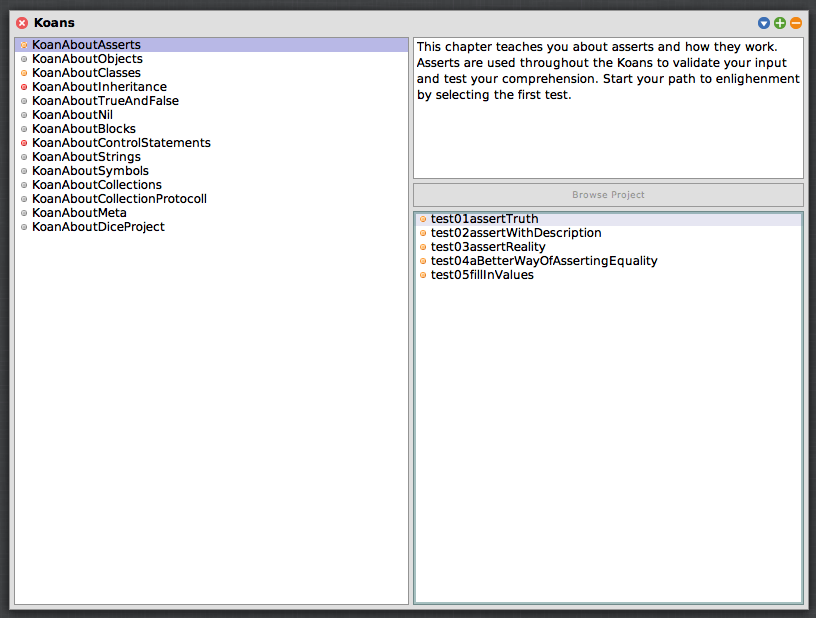 Koans
KoanAboutAsserts
KoanAboutObjects
KoanAboutClasses
KoanAboutInheritance
KoanAboutTrueAndFalse
KoanAboutNil
KoanAboutBlocks
KoanAboutControlStatements
KoanAboutStrings
KoanAboutSymbols
KoanAboutCollections
KoanAboutCollectionProtocoll
KoanAboutMeta
KoanAboutDiceProject
This chapter teaches you about asserts and how they work.
Asserts are used throughout the Koans to validate your input
and test your comprehension. Start your path to enlighenment
by selecting the first test.
Browse Project
test01assertTruth
test02assertWithDescription
test03assertReality
test04aBetterWayOfAssertingEquality
test05fillInValues